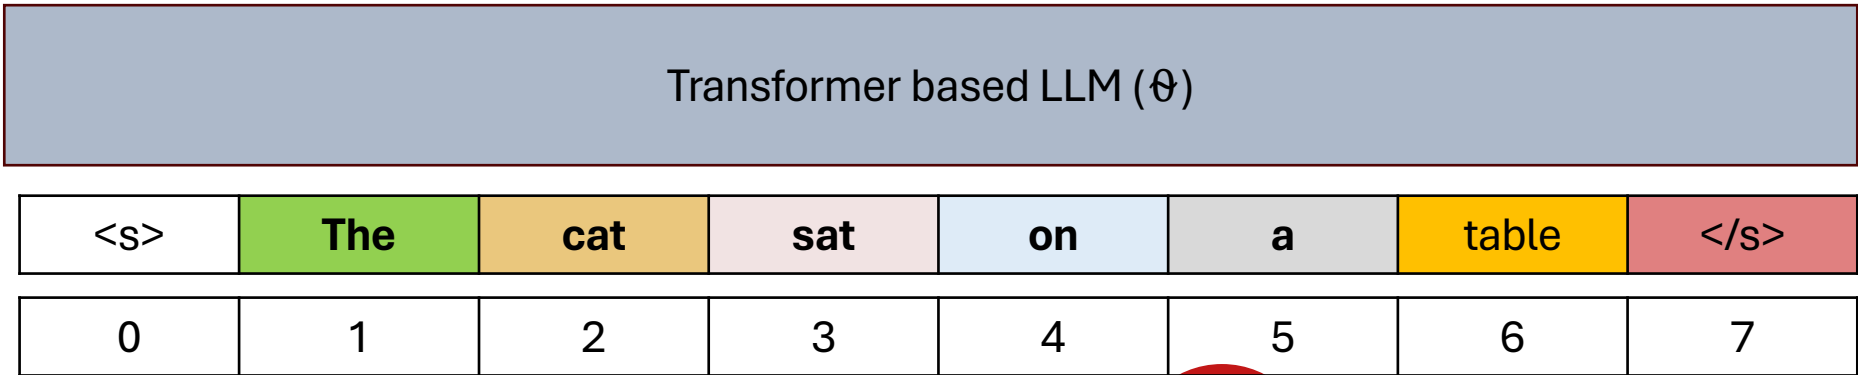 Transformer based LLM (ϑ)
<s> The cat sat on a table </s>
0 1 2 3 4 5 6 7